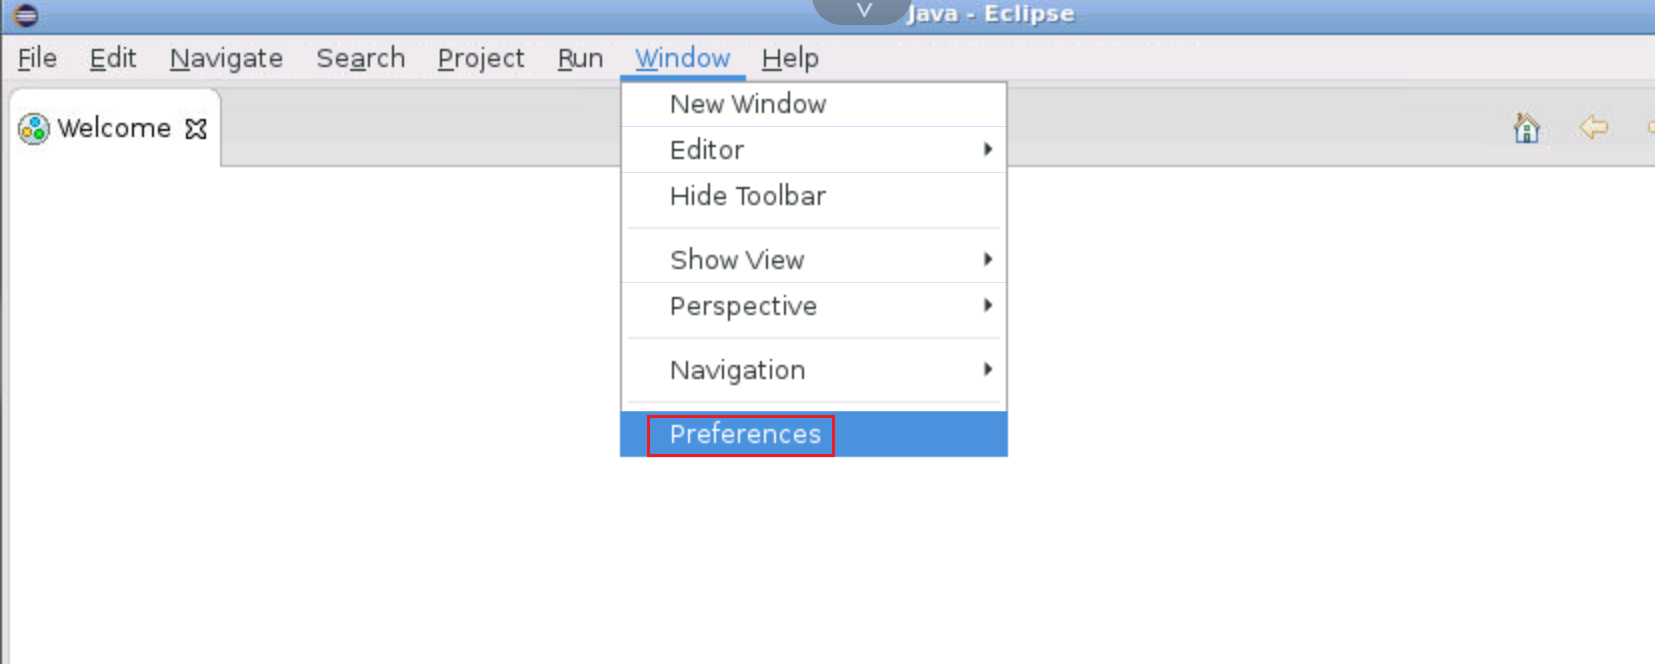 Java - Eclipse
File Edit Navigate Search Project Run Window Help
Welcome
New Window
Editor
Hide Toolbar
Show View
Perspective
Navigation
Preferences